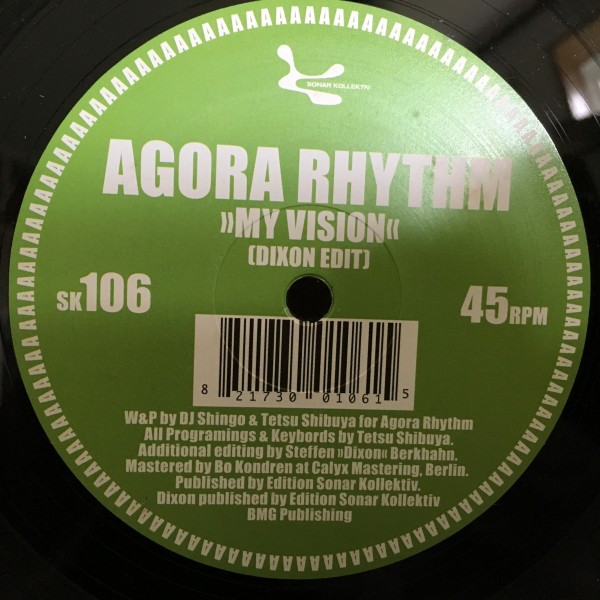 SONAR KOLLEKTIV
AGORA RHYTHM
»MY VISION«
(DIXON EDIT)
SK106
45RPM
8 21730 01061 5
W&P by DJ Shingo & Tetsu Shibuya for Agora Rhythm
All Programings & Keybords by Tetsu Shibuya.
Additional editing by Steffen »Dixon« Berkhahn.
Mastered by Bo Kondren at Calyx Mastering, Berlin.
Published by Edition Sonar Kollektiv.
Dixon published by Edition Sonar Kollektiv
BMG Publishing